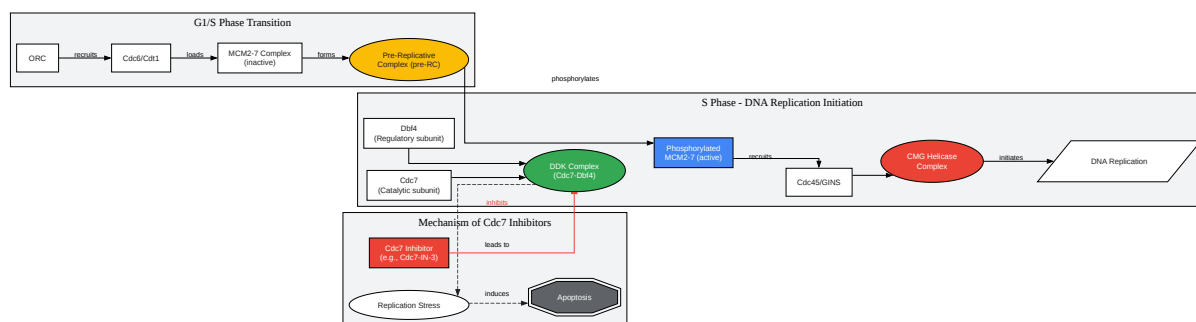 G1/S Phase Transition
ORC
recruits
Cdc6/Cdt1
loads
MCM2-7 Complex
(inactive)
forms
Pre-Replicative
Complex (pre-RC)
phosphorylates
S Phase - DNA Replication Initiation
Dbf4
(Regulatory subunit)
Cdc7
(Catalytic subunit)
DDK Complex
(Cdc7-Dbf4)
Phosphorylated
MCM2-7 (active)
recruits
Cdc45/GINS
CMG Helicase
Complex
initiates
DNA Replication
inhibits
Mechanism of Cdc7 Inhibitors
Cdc7 Inhibitor
(e.g., Cdc7-IN-3)
leads to
Replication Stress
induces
Apoptosis